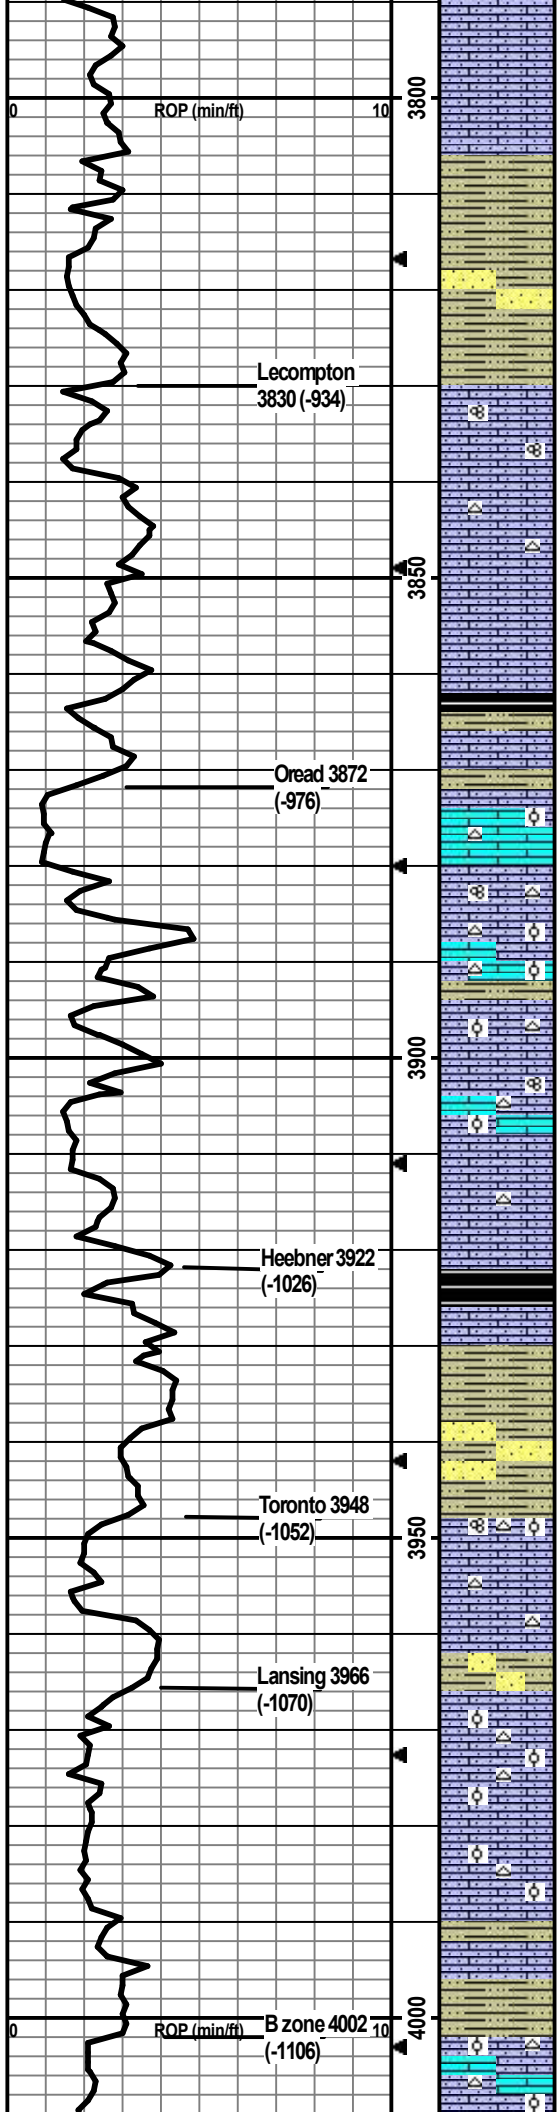 0 ROP (min/ft) 10
3800
Lecompton
3830 (-934)
3850
Oread 3872
(-976)
3900
Heebner 3922
(-1026)
Toronto 3948
(-1052)
3950
Lansing 3966
(-1070)
4000
0 ROP (min/ft) 10
B zone 4002
(-1106)